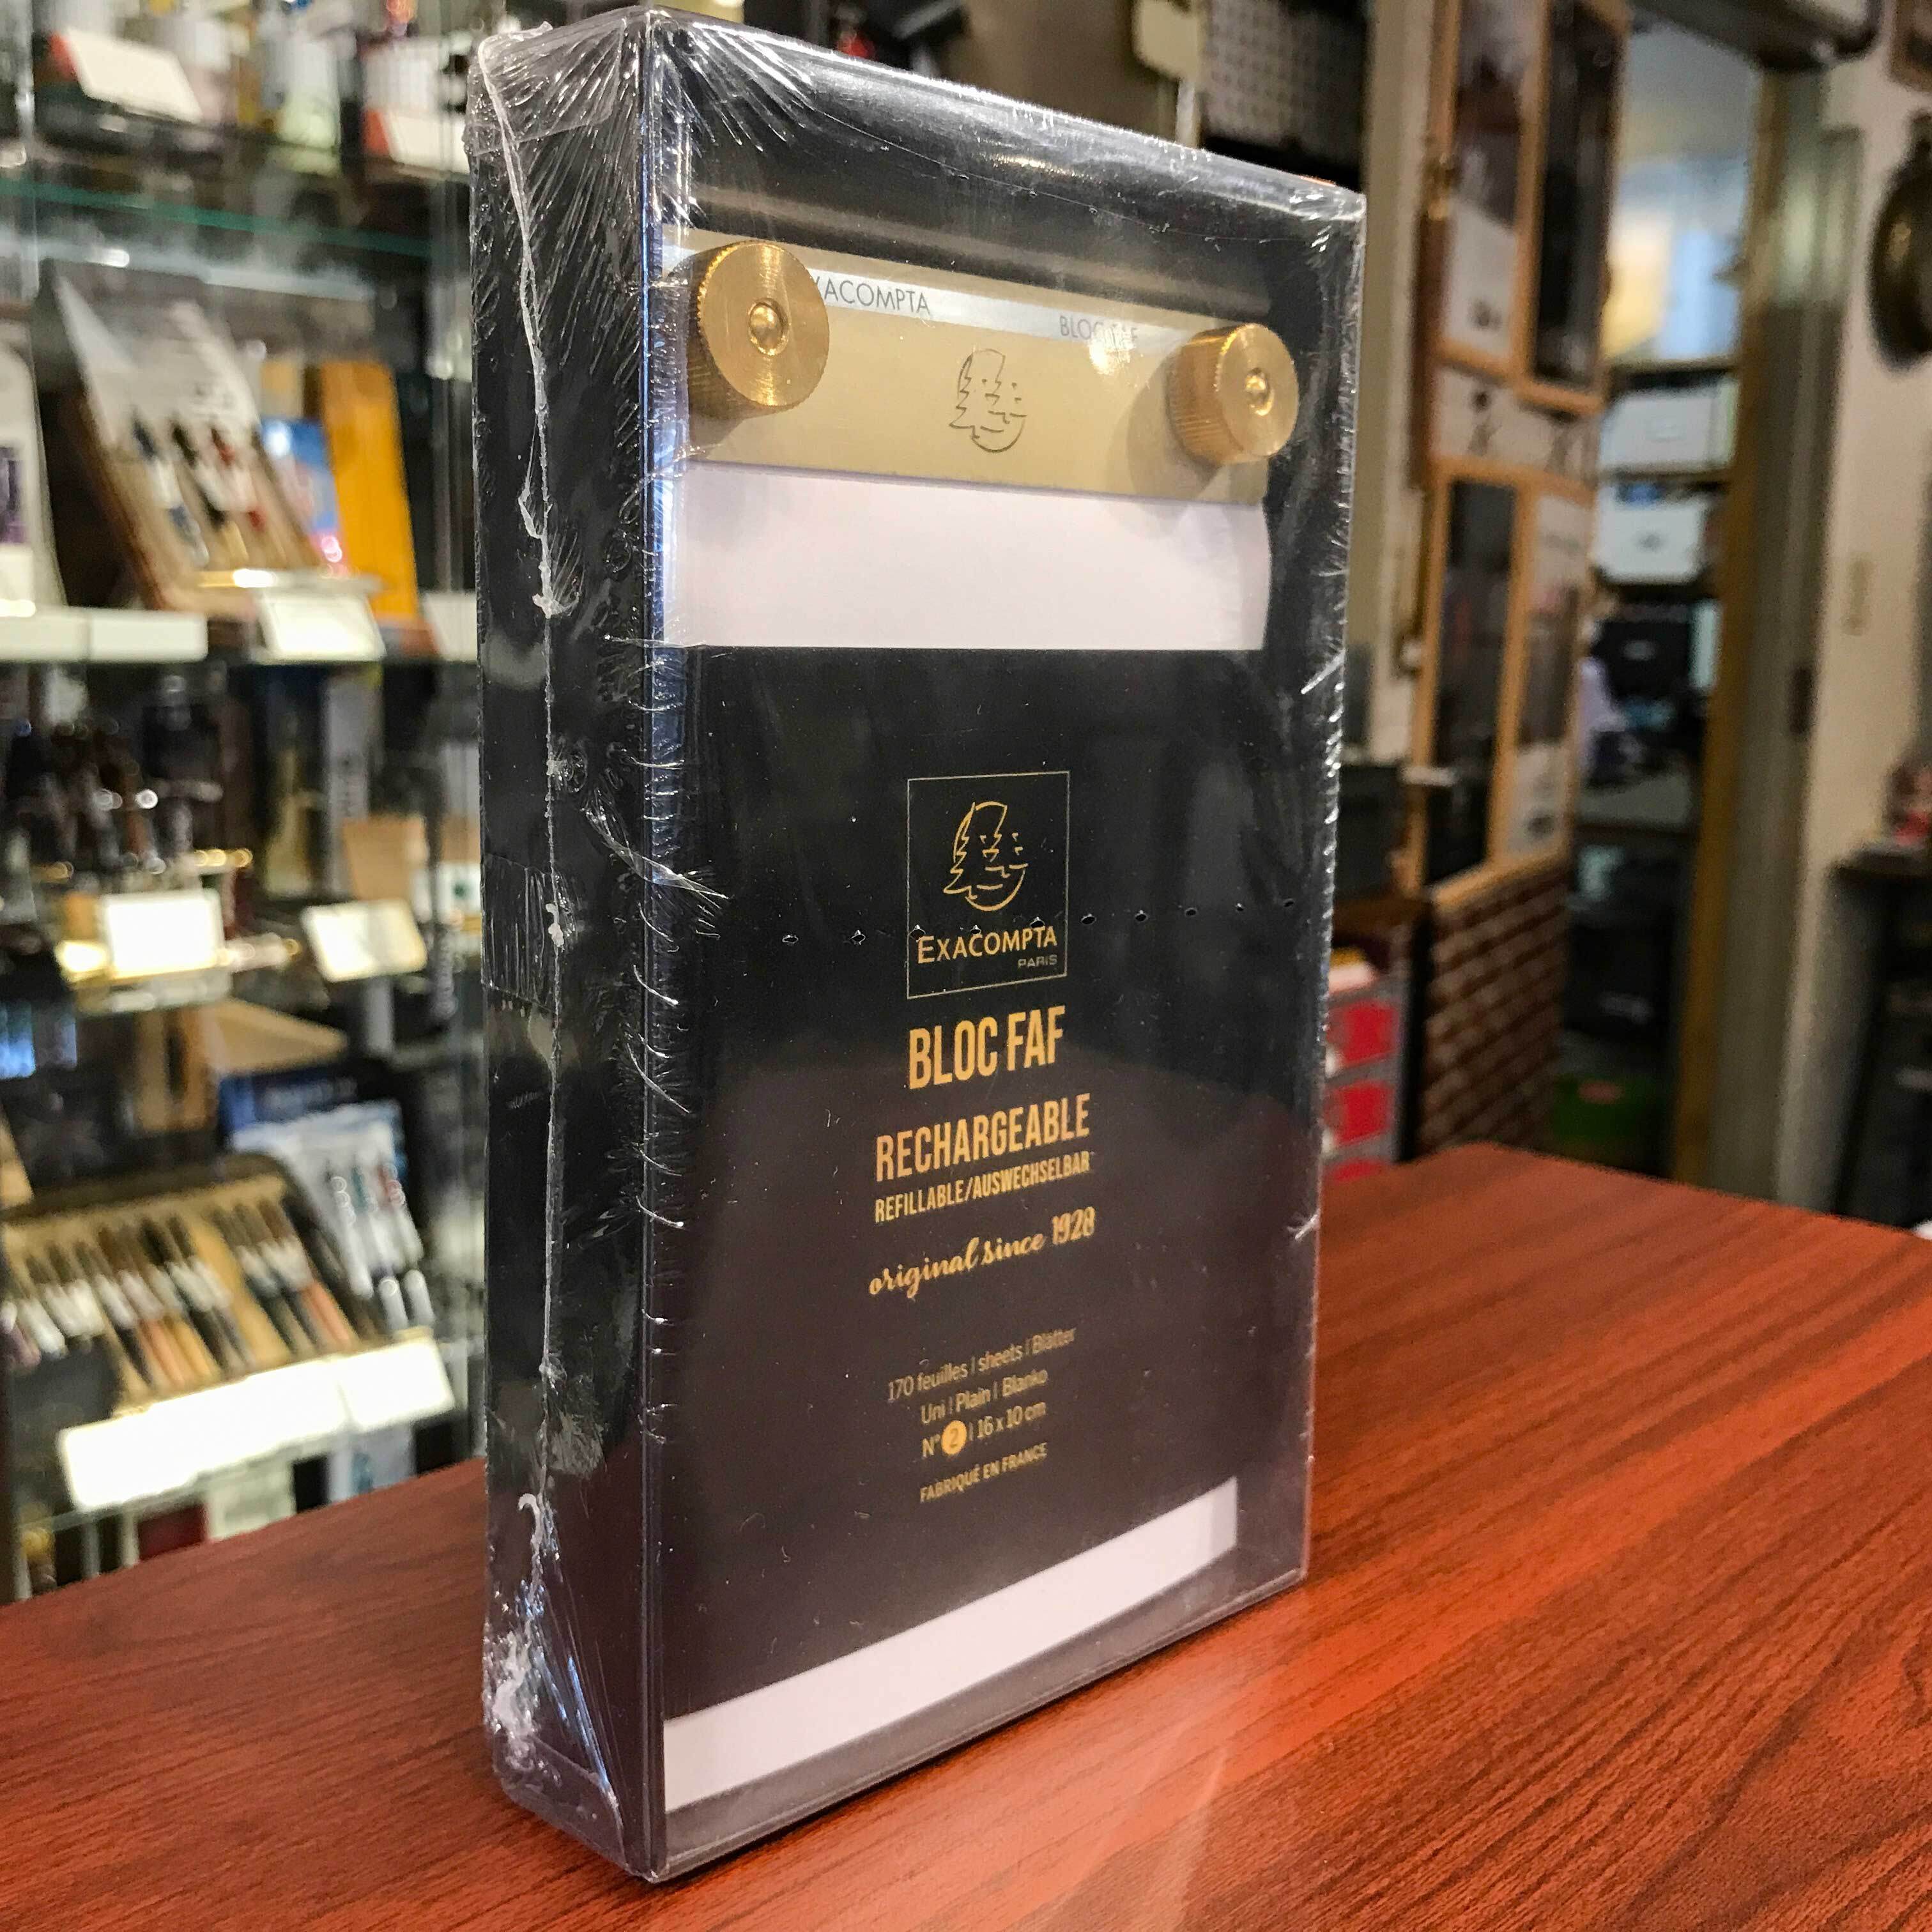 XACOMPTA
BLOC FAF
EXACOMPTA
PARIS
BLOC FAF
RECHARGEABLE
REFILLABLE/AUSWECHSELBAR
original since 1928
170 feuilles | sheets | Blätter
Uni | Plain | Blanko
N° 2 | 16 x 10 cm
FABRIQUÉ EN FRANCE